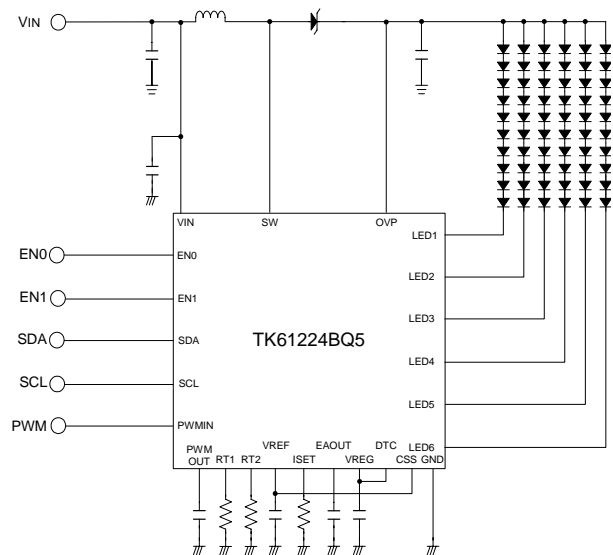 VIN
VIN
SW
OVP
LED1
EN0
EN0
LED2
EN1
EN1
LED3
SDA
SDA
TK61224BQ5
LED4
SCL
SCL
LED5
PWM
PWMIN
LED6
PWM
OUT
RT1
RT2
VREF
ISET
EAOUT
VREG
DTC
CSS
GND